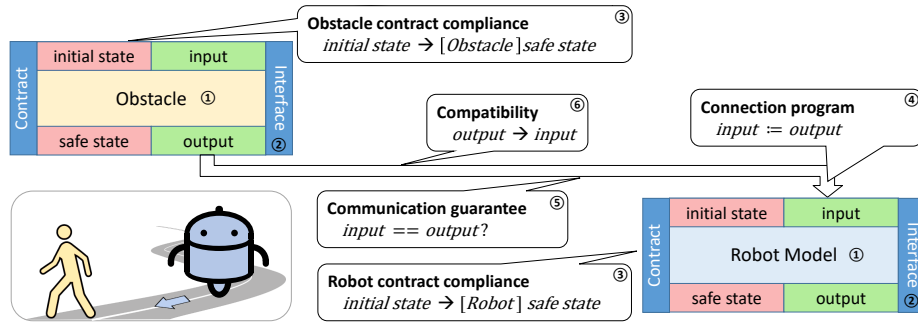 Obstacle contract compliance ③
initial state → [Obstacle] safe state
Contract
initial state
input
Obstacle ①
safe state
output
Interface ②
Compatibility ⑥
output → input
Connection program ④
input := output
Communication guarantee ⑤
input == output?
Robot contract compliance ③
initial state → [Robot] safe state
Contract
initial state
input
Robot Model ①
safe state
output
Interface ②